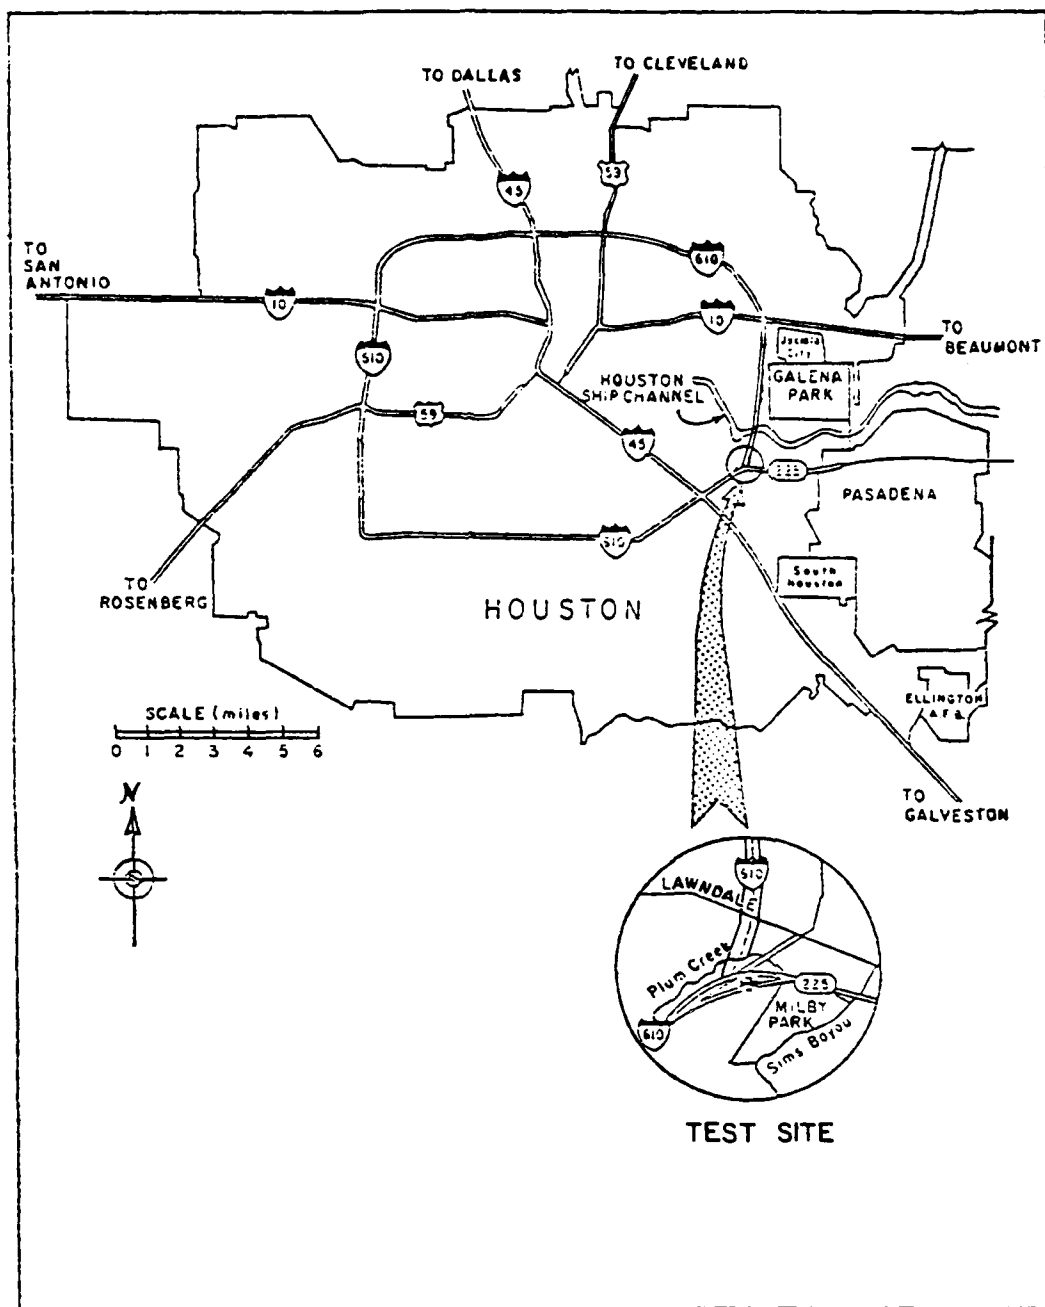 TO DALLAS
TO CLEVELAND
59
45
TO
SAN
ANTONIO
610
10
10
TO
BEAUMONT
Jacinto
City
610
HOUSTON
SHIP CHANNEL
GALENA
PARK
59
45
225
PASADENA
610
TO
ROSENBERG
HOUSTON
South
Houston
SCALE (miles)
0 1 2 3 4 5 6
ELLINGTON
A.F.B.
N
TO
GALVESTON
610
LAWNDALE
Plum Creek
225
MILBY
PARK
610
Sims Bayou
TEST SITE